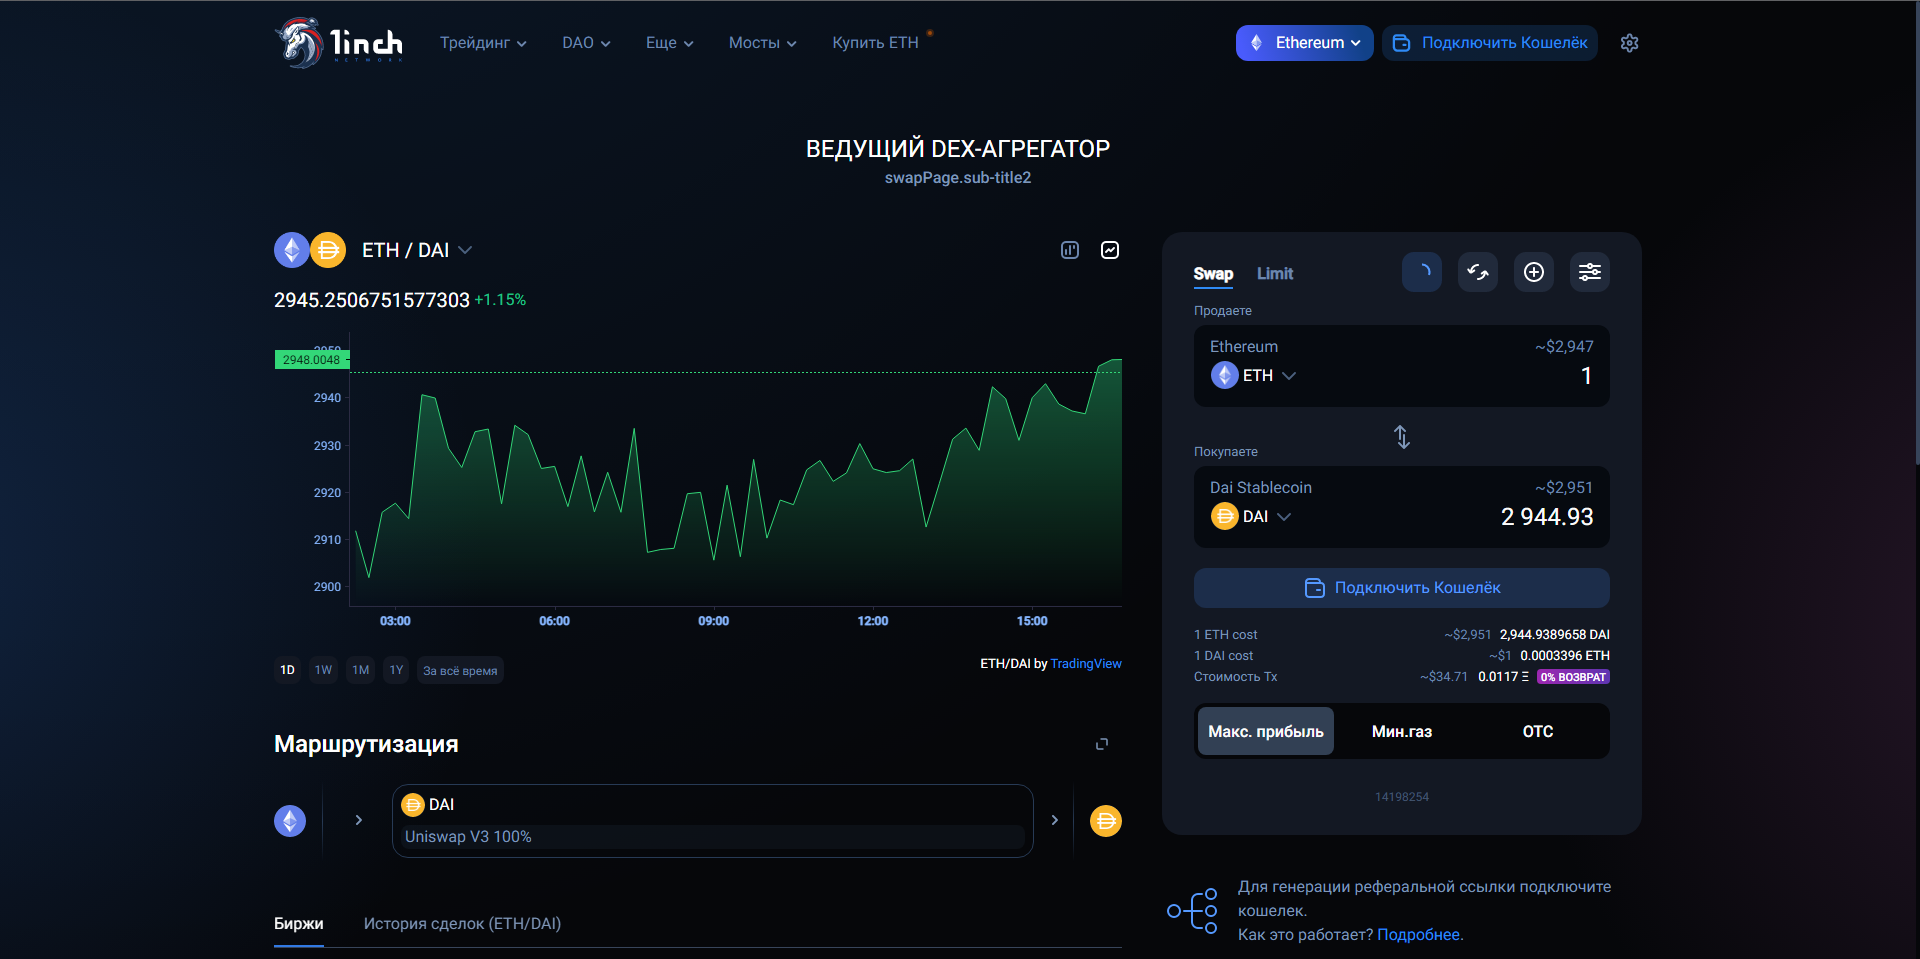 1inch
NETWORK
Трейдинг
DAO
Еще
Мосты
Купить ETH
Ethereum
Подключить Кошелёк
ВЕДУЩИЙ DEX-АГРЕГАТОР
swapPage.sub-title2
ETH / DAI
2945.2506751577303 +1.15%
2950
2948.0048
2940
2930
2920
2910
2900
03:00 06:00 09:00 12:00 15:00
1D 1W 1M 1Y За всё время
ETH/DAI by TradingView
Маршрутизация
DAI
Uniswap V3 100%
Биржи
История сделок (ETH/DAI)
Swap Limit
Продаете
Ethereum ~$2,947
ETH 1
Покупаете
Dai Stablecoin ~$2,951
DAI 2 944.93
Подключить Кошелёк
1 ETH cost ~$2,951 2,944.9389658 DAI
1 DAI cost ~$1 0.0003396 ETH
Стоимость Tx ~$34.71 0.0117 Ξ 0% ВОЗВРАТ
Макс. прибыль Мин.газ OTC
14198254
Для генерации реферальной ссылки подключите
кошелек.
Как это работает? Подробнее.